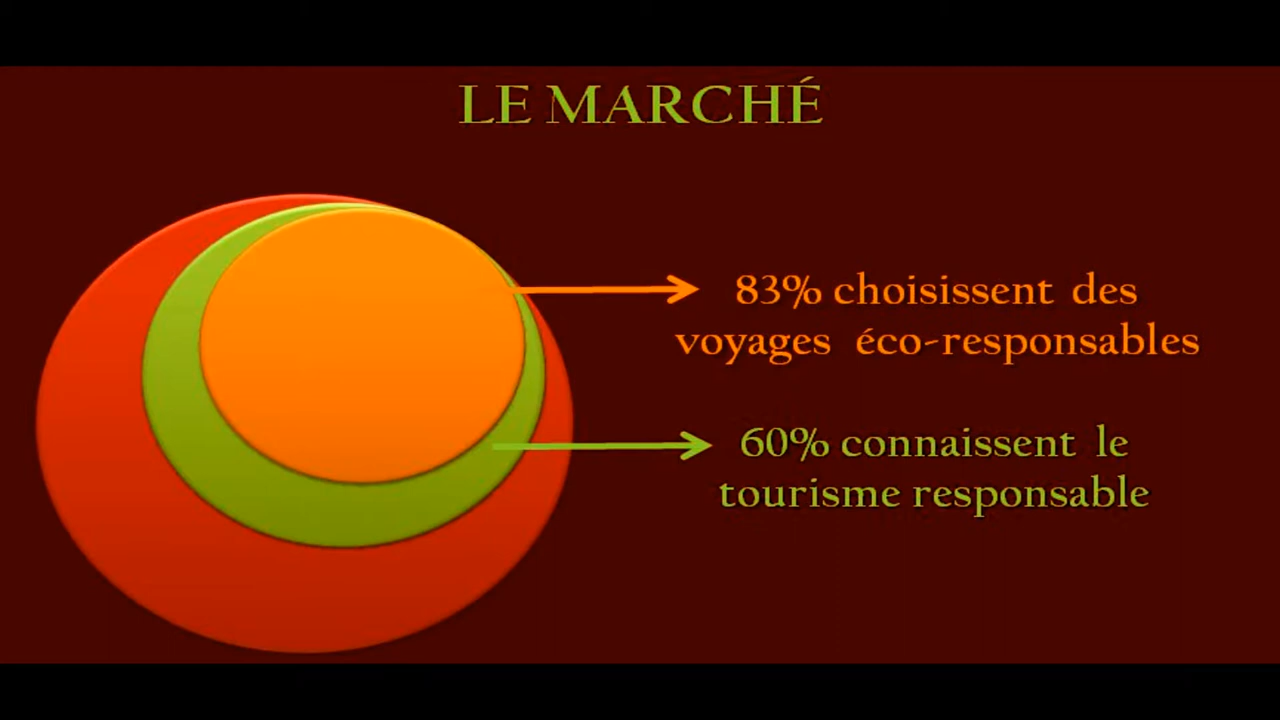 LE MARCHÉ
83% choisissent des
voyages éco-responsables
60% connaissent le
tourisme responsable